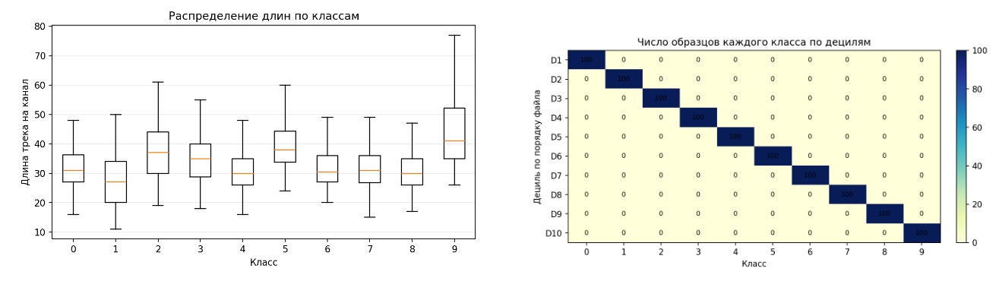 Распределение длин по классам
Длина трека на канал
80
70
60
50
40
30
20
10
0 1 2 3 4 5 6 7 8 9
Класс
Число образцов каждого класса по децилям
Дециль по порядку файла
D1 100 0 0 0 0 0 0 0 0 0
D2 0 100 0 0 0 0 0 0 0 0
D3 0 0 100 0 0 0 0 0 0 0
D4 0 0 0 100 0 0 0 0 0 0
D5 0 0 0 0 100 0 0 0 0 0
D6 0 0 0 0 0 100 0 0 0 0
D7 0 0 0 0 0 0 100 0 0 0
D8 0 0 0 0 0 0 0 100 0 0
D9 0 0 0 0 0 0 0 0 100 0
D10 0 0 0 0 0 0 0 0 0 100
0 1 2 3 4 5 6 7 8 9
Класс
100
80
60
40
20
0